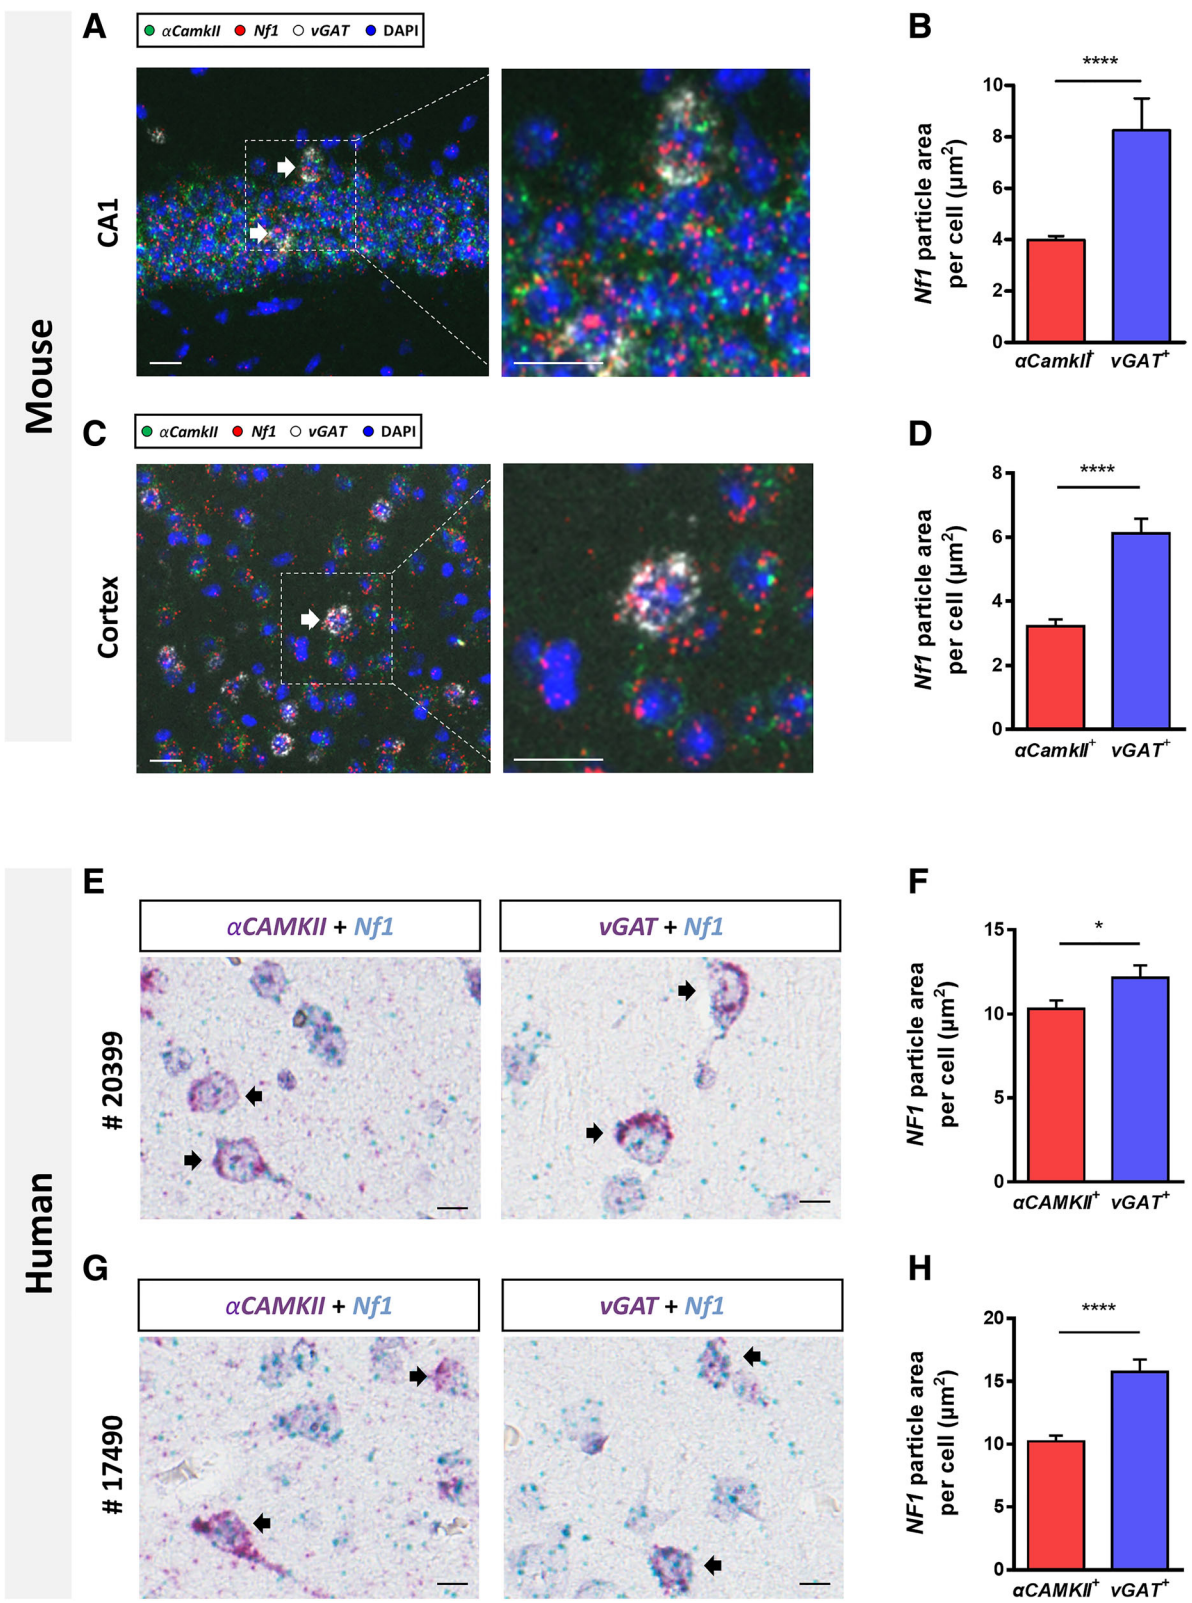 Mouse
A
αCamkII Nf1 vGAT DAPI
CA1
B
****
Nf1 particle area
per cell (µm²)
10
8
6
4
2
0
αCamkII⁺ vGAT⁺
C
αCamkII Nf1 vGAT DAPI
Cortex
D
****
Nf1 particle area
per cell (µm²)
8
6
4
2
0
αCamkII⁺ vGAT⁺
Human
E
αCAMKII + Nf1
vGAT + Nf1
# 20399
F
*
NF1 particle area
per cell (µm²)
15
10
5
0
αCAMKII⁺ vGAT⁺
G
αCAMKII + Nf1
vGAT + Nf1
# 17490
H
****
NF1 particle area
per cell (µm²)
20
15
10
5
0
αCAMKII⁺ vGAT⁺